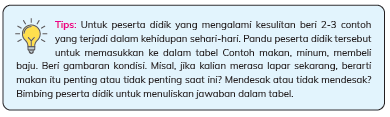 Tips: Untuk peserta didik yang mengalami kesulitan beri 2-3 contoh
yang terjadi dalam kehidupan sehari-hari. Pandu peserta didik tersebut
untuk memasukkan ke dalam tabel Contoh makan, minum, membeli
baju. Beri gambaran kondisi. Misal, jika kalian merasa lapar sekarang, berarti
makan itu penting atau tidak penting saat ini? Mendesak atau tidak mendesak?
Bimbing peserta didik untuk menuliskan jawaban dalam tabel.